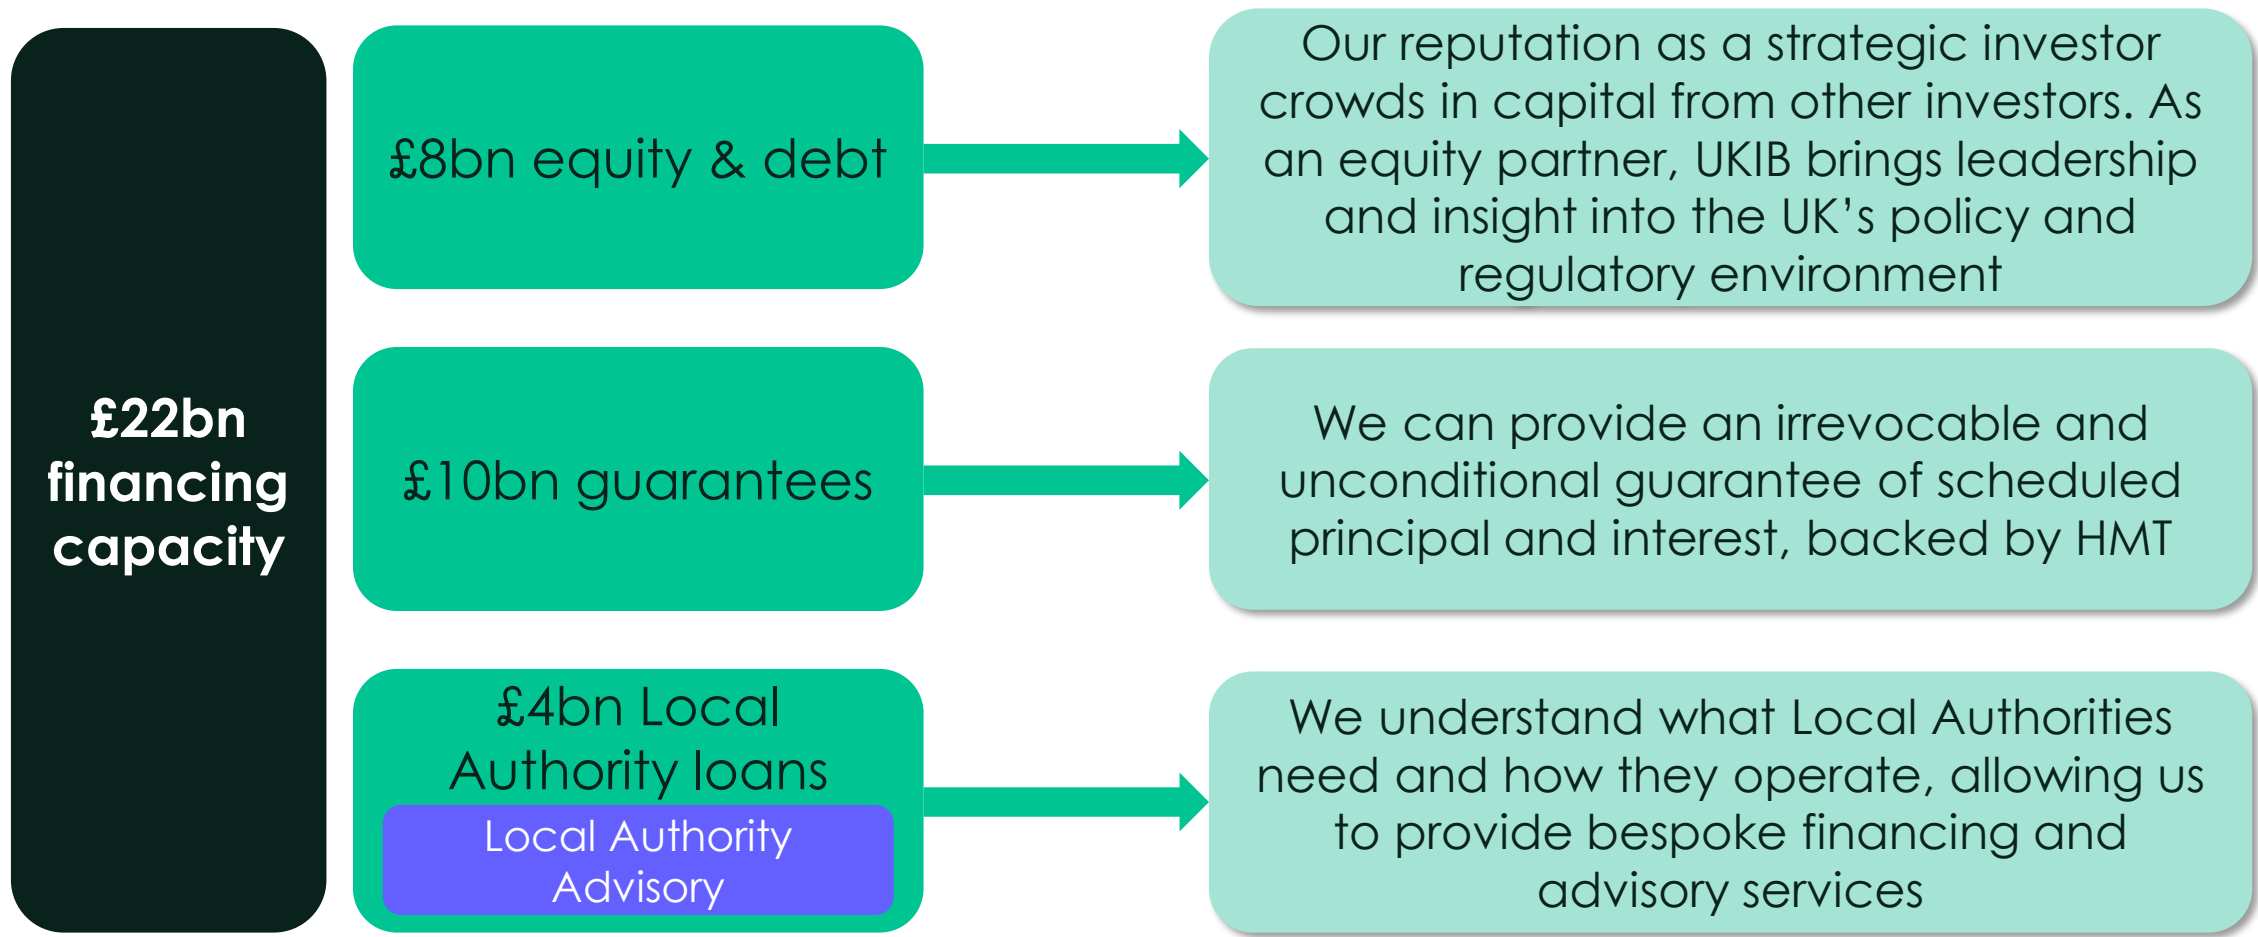 £22bn
financing
capacity
£8bn equity & debt
Our reputation as a strategic investor
crowds in capital from other investors. As
an equity partner, UKIB brings leadership
and insight into the UK’s policy and
regulatory environment
£10bn guarantees
We can provide an irrevocable and
unconditional guarantee of scheduled
principal and interest, backed by HMT
£4bn Local
Authority loans
Local Authority
Advisory
We understand what Local Authorities
need and how they operate, allowing us
to provide bespoke financing and
advisory services